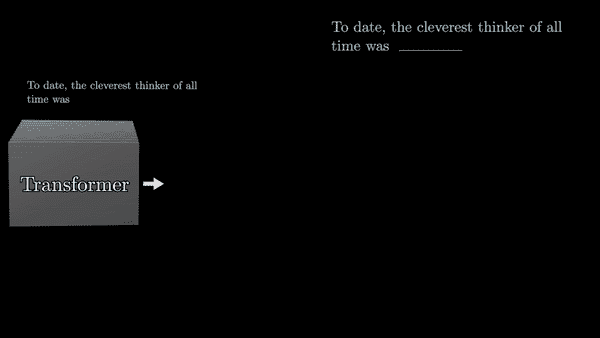 To date, the cleverest thinker of all
time was ______
To date, the cleverest thinker of all
time was
Transformer